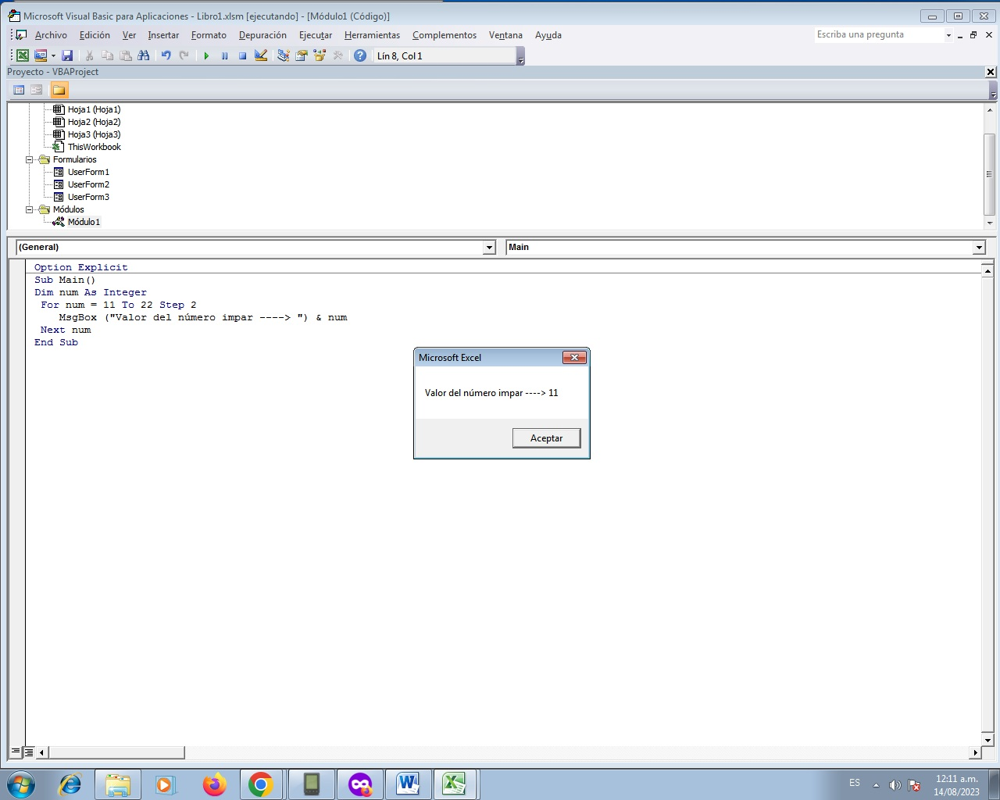 Microsoft Visual Basic para Aplicaciones - Libro1.xlsm [ejecutando] - [Módulo1 (Código)]
Archivo Edición Ver Insertar Formato Depuración Ejecutar Herramientas Complementos Ventana Ayuda Escriba una pregunta
Lín 8, Col 1
Proyecto - VBAProject
Hoja1 (Hoja1)
Hoja2 (Hoja2)
Hoja3 (Hoja3)
ThisWorkbook
Formularios
UserForm1
UserForm2
UserForm3
Módulos
Módulo1
(General) Main
Option Explicit
Sub Main()
Dim num As Integer
For num = 11 To 22 Step 2
MsgBox ("Valor del número impar ----> ") & num
Next num
End Sub
Microsoft Excel
Valor del número impar ----> 11
Aceptar
ES 12:11 a.m.
14/08/2023